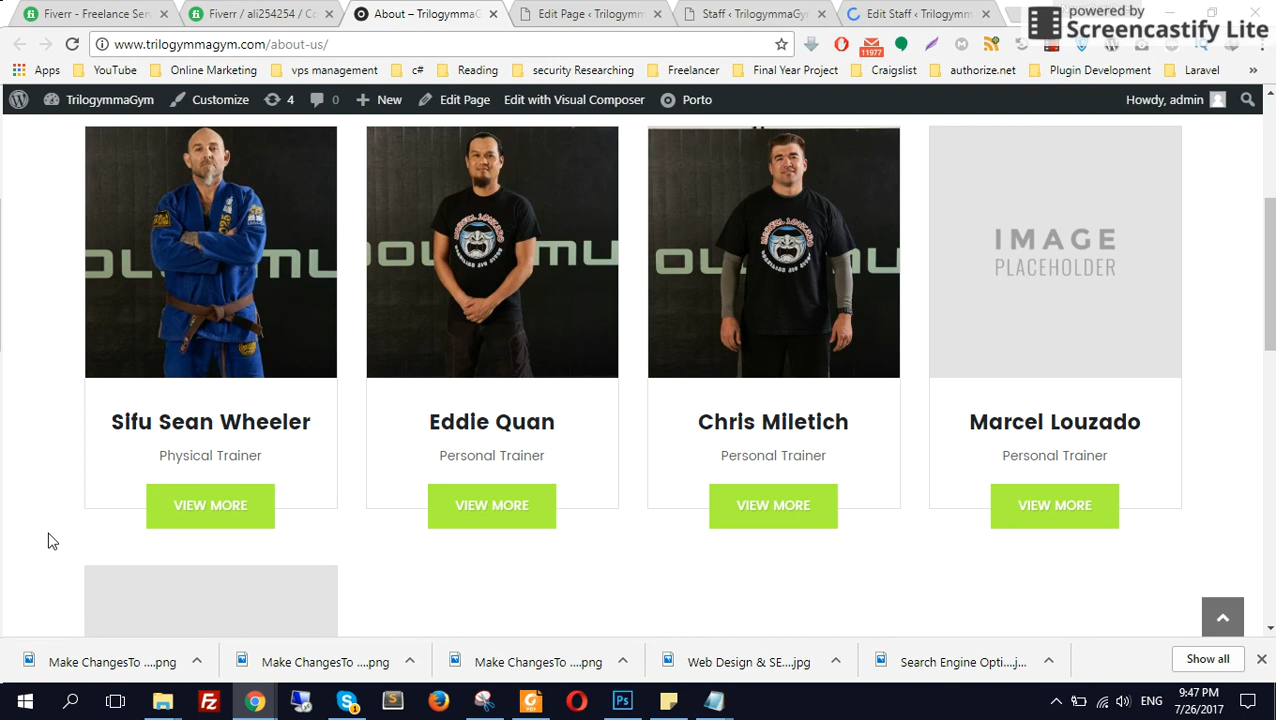 Fiverr - Freelance Serv
Fiverr / ali254254 / Co
About – TrilogymmaG
Edit Page ‹ Trilogymm
Staff ‹ TrilogymmaGy
Edit Staff ‹ Trilogymm
powered by
Screencastify Lite
www.trilogymmagym.com/about-us/
11977
Apps
YouTube
Online Marketing
vps management
c#
Reading
security Researching
Freelancer
Final Year Project
Craigslist
authorize.net
Plugin Development
Laravel
»
TrilogymmaGym
Customize
4
0
New
Edit Page
Edit with Visual Composer
Porto
Howdy, admin
IMAGE
PLACEHOLDER
Sifu Sean Wheeler
Eddie Quan
Chris Miletich
Marcel Louzado
Physical Trainer
Personal Trainer
Personal Trainer
Personal Trainer
VIEW MORE
VIEW MORE
VIEW MORE
VIEW MORE
Make ChangesTo ....png
Make ChangesTo ....png
Make ChangesTo ....png
Web Design & SE....jpg
Search Engine Opti....j...
Show all
ENG
9:47 PM
7/26/2017